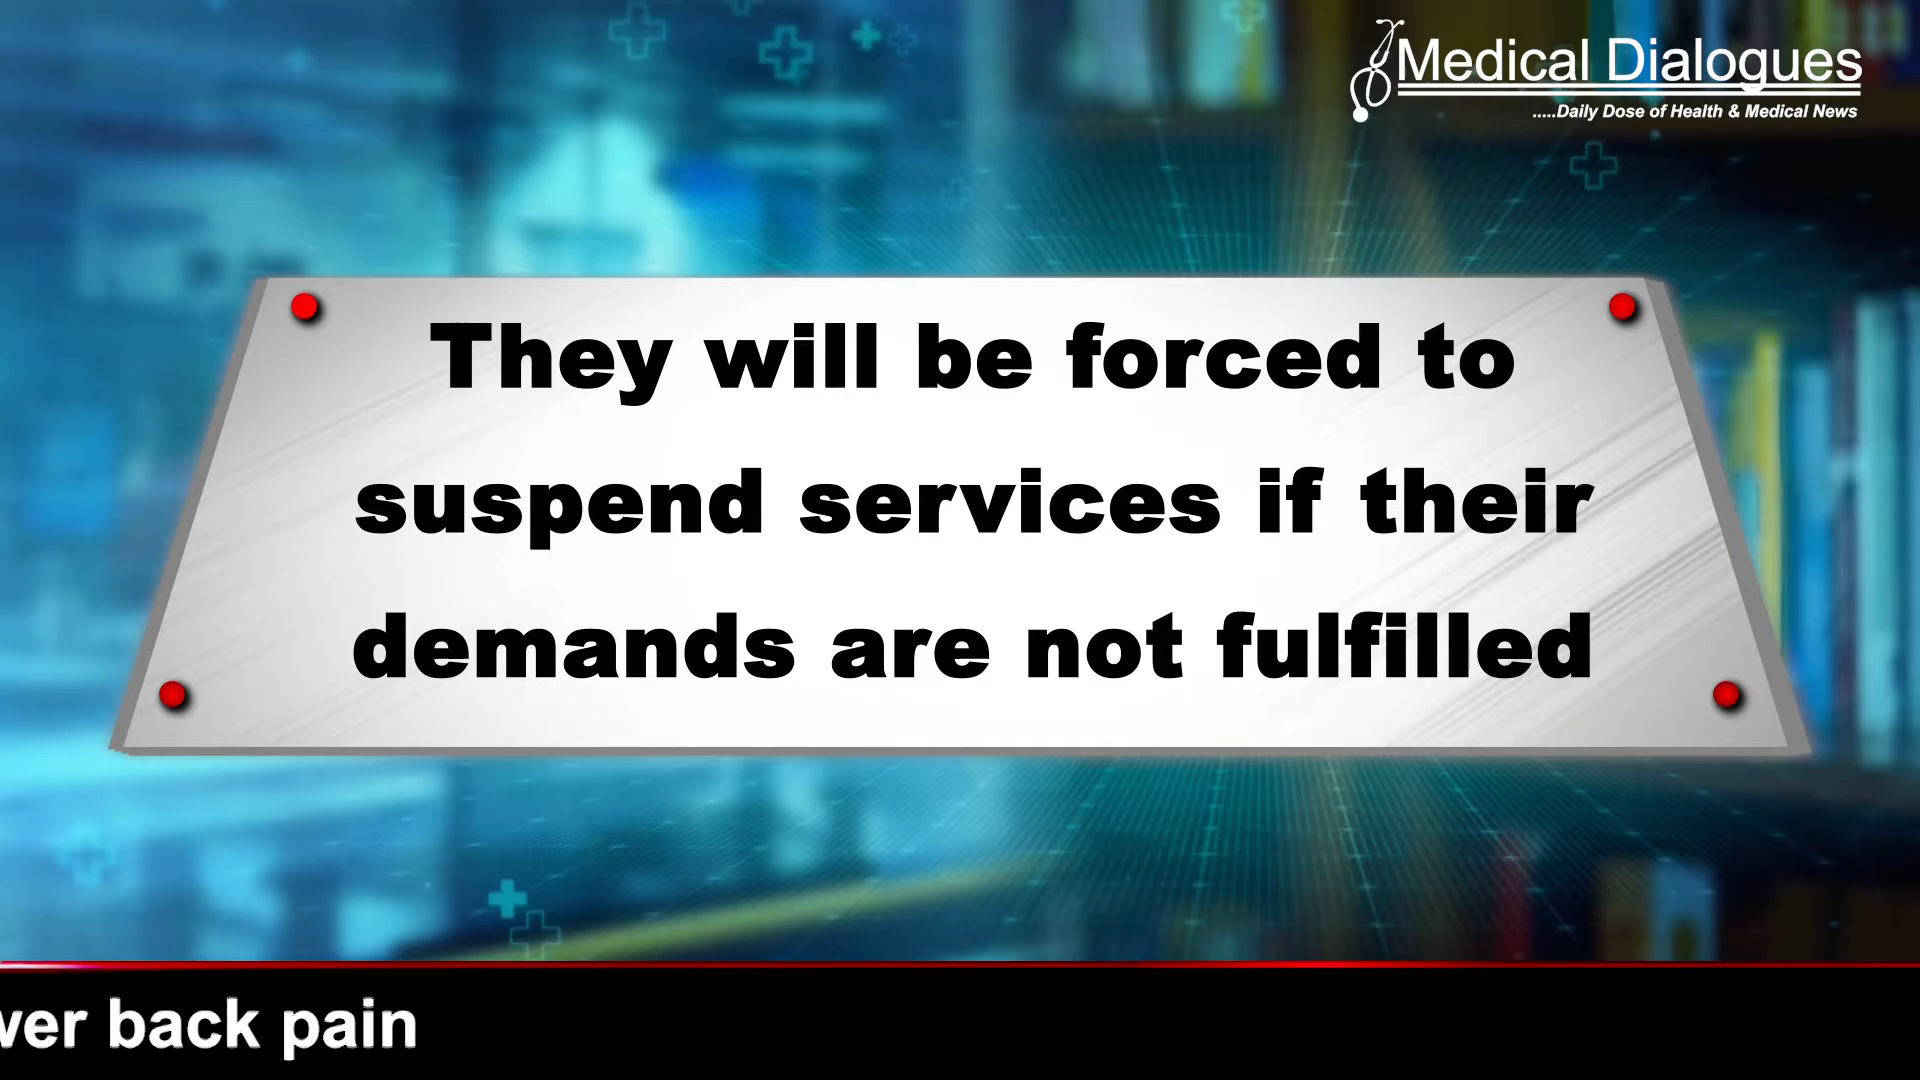 Medical Dialogues
.....Daily Dose of Health & Medical News
They will be forced to
suspend services if their
demands are not fulfilled
back pain